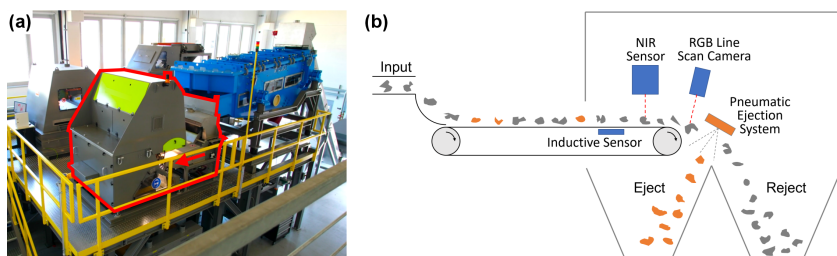 (a)
(b)
Input
NIR
Sensor
RGB Line
Scan Camera
Pneumatic
Ejection
System
Inductive Sensor
Eject
Reject